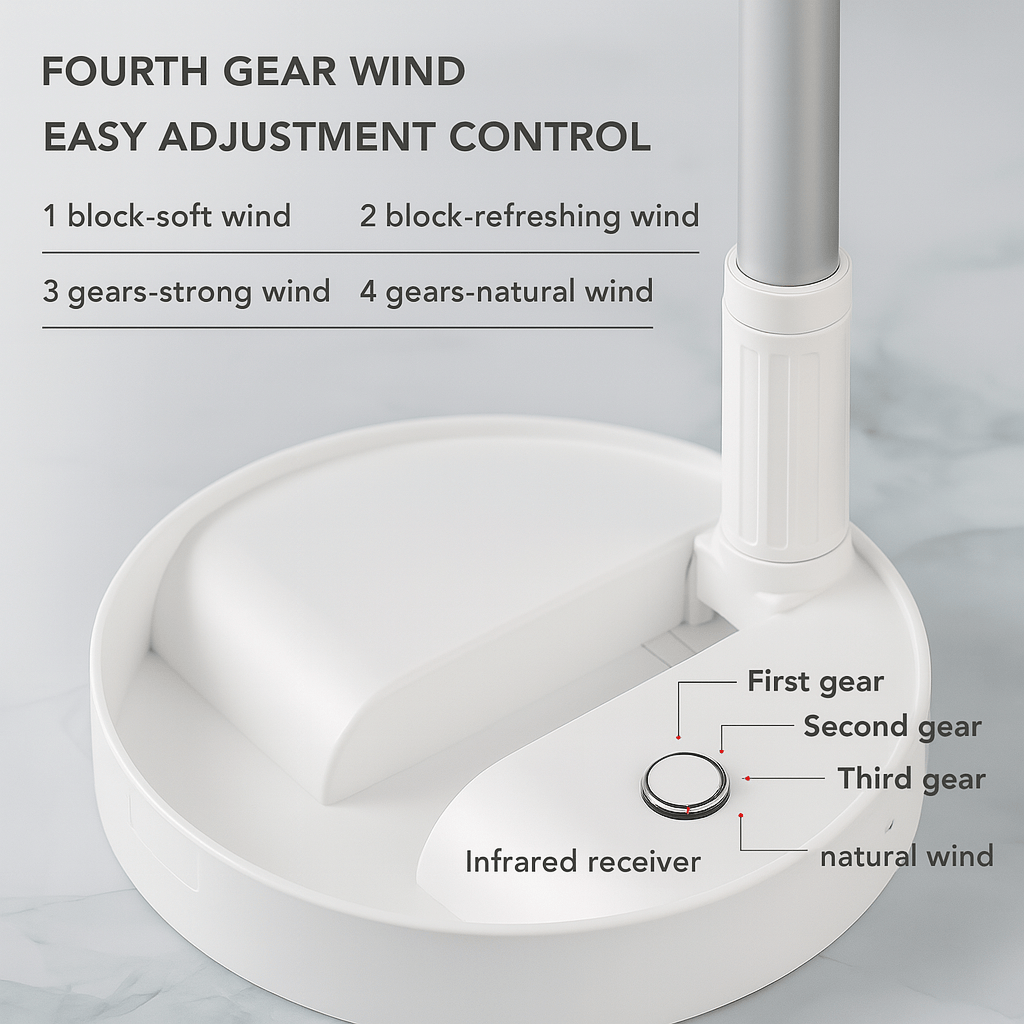 FOURTH GEAR WIND
EASY ADJUSTMENT CONTROL
1 block-soft wind 2 block-refreshing wind
3 gears-strong wind 4 gears-natural wind
First gear
Second gear
Third gear
natural wind
Infrared receiver